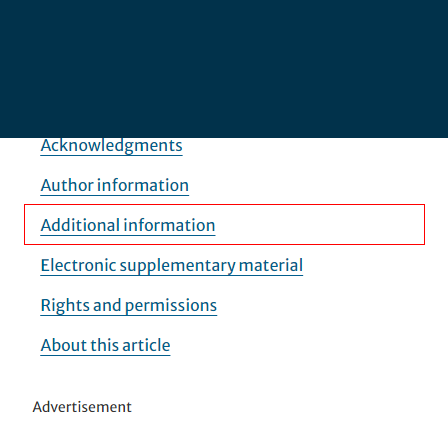 Acknowledgments
Author information
Additional information
Electronic supplementary material
Rights and permissions
About this article
Advertisement